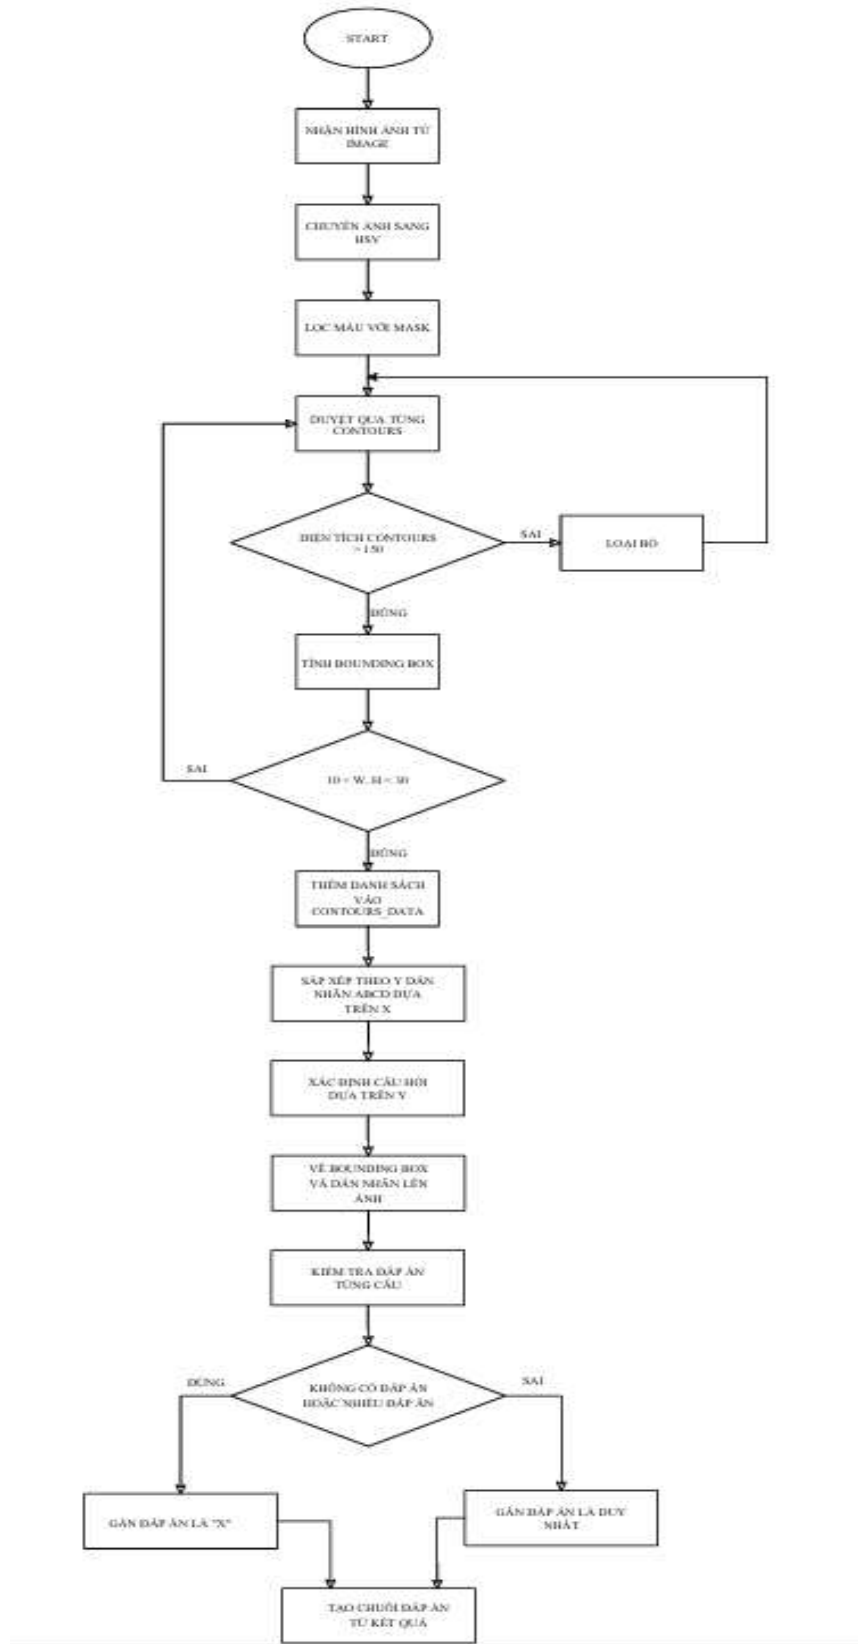 START
NHẬN HÌNH ẢNH TỪ
IMAGE
CHUYỂN ẢNH SANG
HSV
LỌC MÀU VỚI MASK
DUYỆT QUA TỪNG
CONTOURS
DIỆN TÍCH CONTOURS
> 150
SAI
LOẠI BỎ
ĐÚNG
TÍNH BOUNDING BOX
10 < W, H < 30
SAI
ĐÚNG
THÊM DANH SÁCH
VÀO
CONTOURS_DATA
SẮP XẾP THEO Y DÁN
NHÃN ABCD DỰA
TRÊN X
XÁC ĐỊNH CÂU HỎI
DỰA TRÊN Y
VẼ BOUNDING BOX
VÀ DÁN NHÃN LÊN
ẢNH
KIỂM TRA ĐÁP ÁN
TỪNG CÂU
KHÔNG CÓ ĐÁP ÁN
HOẶC NHIỀU ĐÁP ÁN
ĐÚNG
SAI
GÁN ĐÁP ÁN LÀ "X"
GÁN ĐÁP ÁN LÀ DUY
NHẤT
TẠO CHUỖI ĐÁP ÁN
TỪ KẾT QUẢ